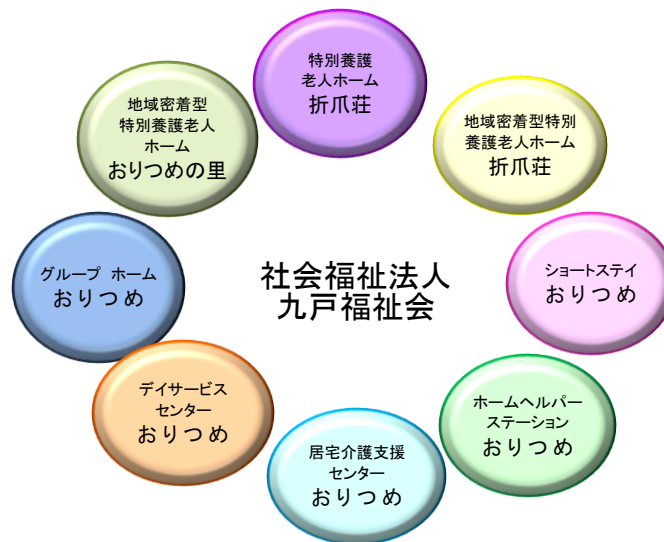 特別養護
老人ホーム
折爪荘
地域密着型特別
養護老人ホーム
折爪荘
ショートステイ
おりつめ
ホームヘルパー
ステーション
おりつめ
居宅介護支援
センター
おりつめ
デイサービス
センター
おりつめ
グループ ホーム
おりつめ
地域密着型
特別養護老人
ホーム
おりつめの里
社会福祉法人
九戸福祉会